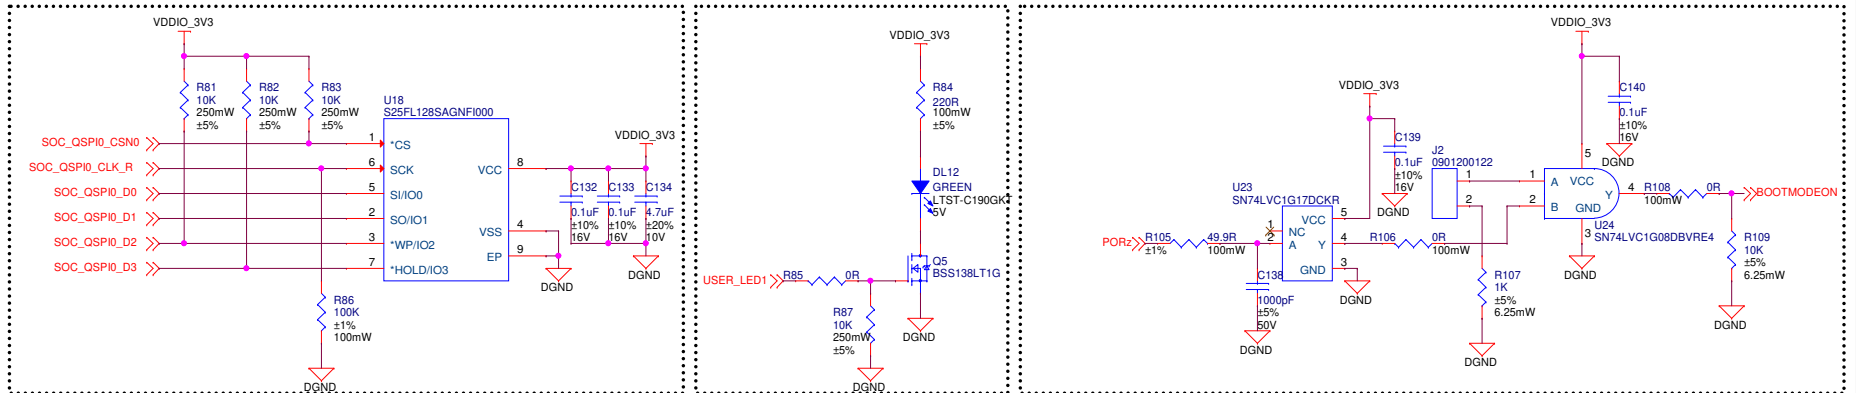 VDDIO_3V3
R81
10K
250mW
±5%
R82
10K
250mW
±5%
R83
10K
250mW
±5%
U18
S25FL128SAGNFI000
SOC_QSPI0_CSN0
1
*CS
SOC_QSPI0_CLK_R
6
SCK
SOC_QSPI0_D0
5
SI/IO0
SOC_QSPI0_D1
2
SO/IO1
SOC_QSPI0_D2
3
*WP/IO2
SOC_QSPI0_D3
7
*HOLD/IO3
VCC
8
VSS
4
EP
9
DGND
VDDIO_3V3
C132
0.1uF
±10%
16V
C133
0.1uF
±10%
16V
C134
4.7uF
±20%
10V
DGND
R86
100K
±1%
100mW
DGND
VDDIO_3V3
R84
220R
100mW
±5%
DL12
GREEN
LTST-C190GKT
5V
Q5
BSS138LT1G
USER_LED1
R85
0R
R87
10K
250mW
±5%
DGND
DGND
VDDIO_3V3
C139
0.1uF
±10%
16V
DGND
U23
SN74LVC1G17DCKR
VCC
5
1
NC
2
A
Y
4
GND
3
DGND
PORz
R105
±1%
49.9R
100mW
C138
1000pF
±5%
50V
DGND
R106
0R
100mW
J2
0901200122
1
2
R107
1K
±5%
6.25mW
DGND
VDDIO_3V3
C140
0.1uF
±10%
16V
DGND
5
1
A
VCC
2
B
GND
Y
4
3
U24
SN74LVC1G08DBVRE4
DGND
R108
0R
100mW
BOOTMODEON
R109
10K
±5%
6.25mW
DGND